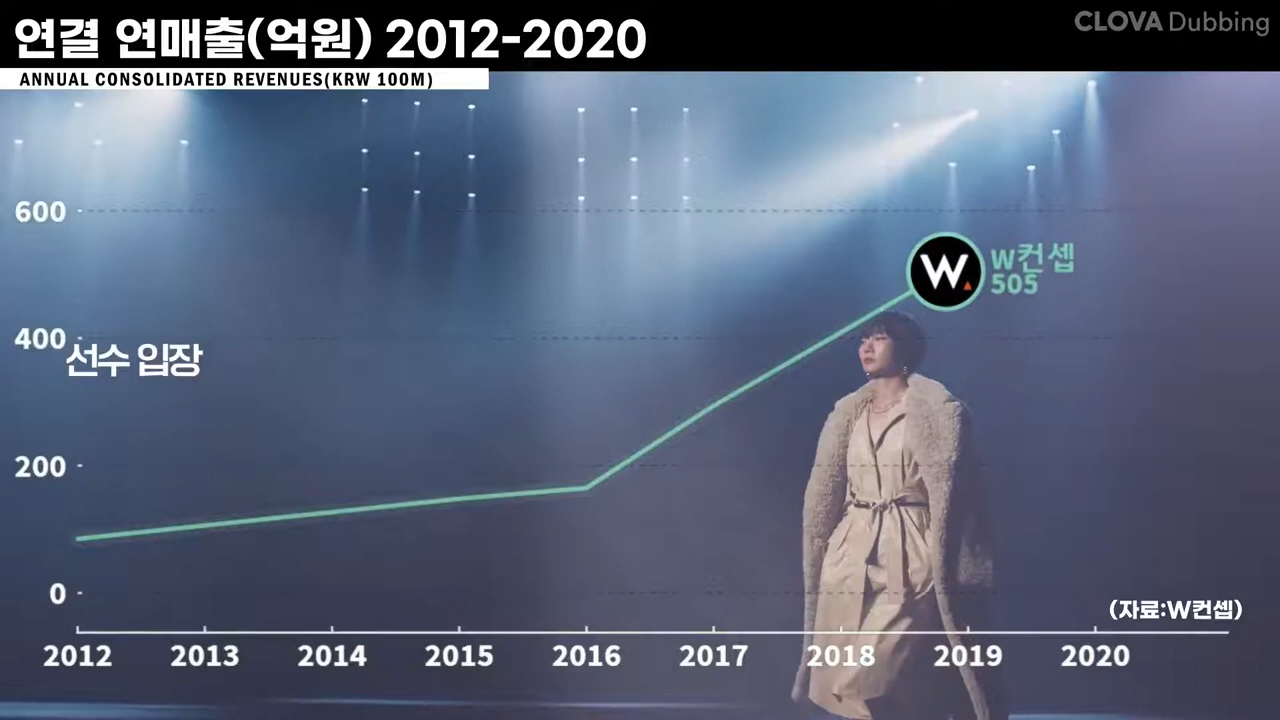 연결 연매출(억원) 2012-2020
CLOVA Dubbing
ANNUAL CONSOLIDATED REVENUES(KRW 100M)
600
W.
W컨셉
505
400
선수 입장
200
0
(자료:W컨셉)
2012 2013 2014 2015 2016 2017 2018 2019 2020